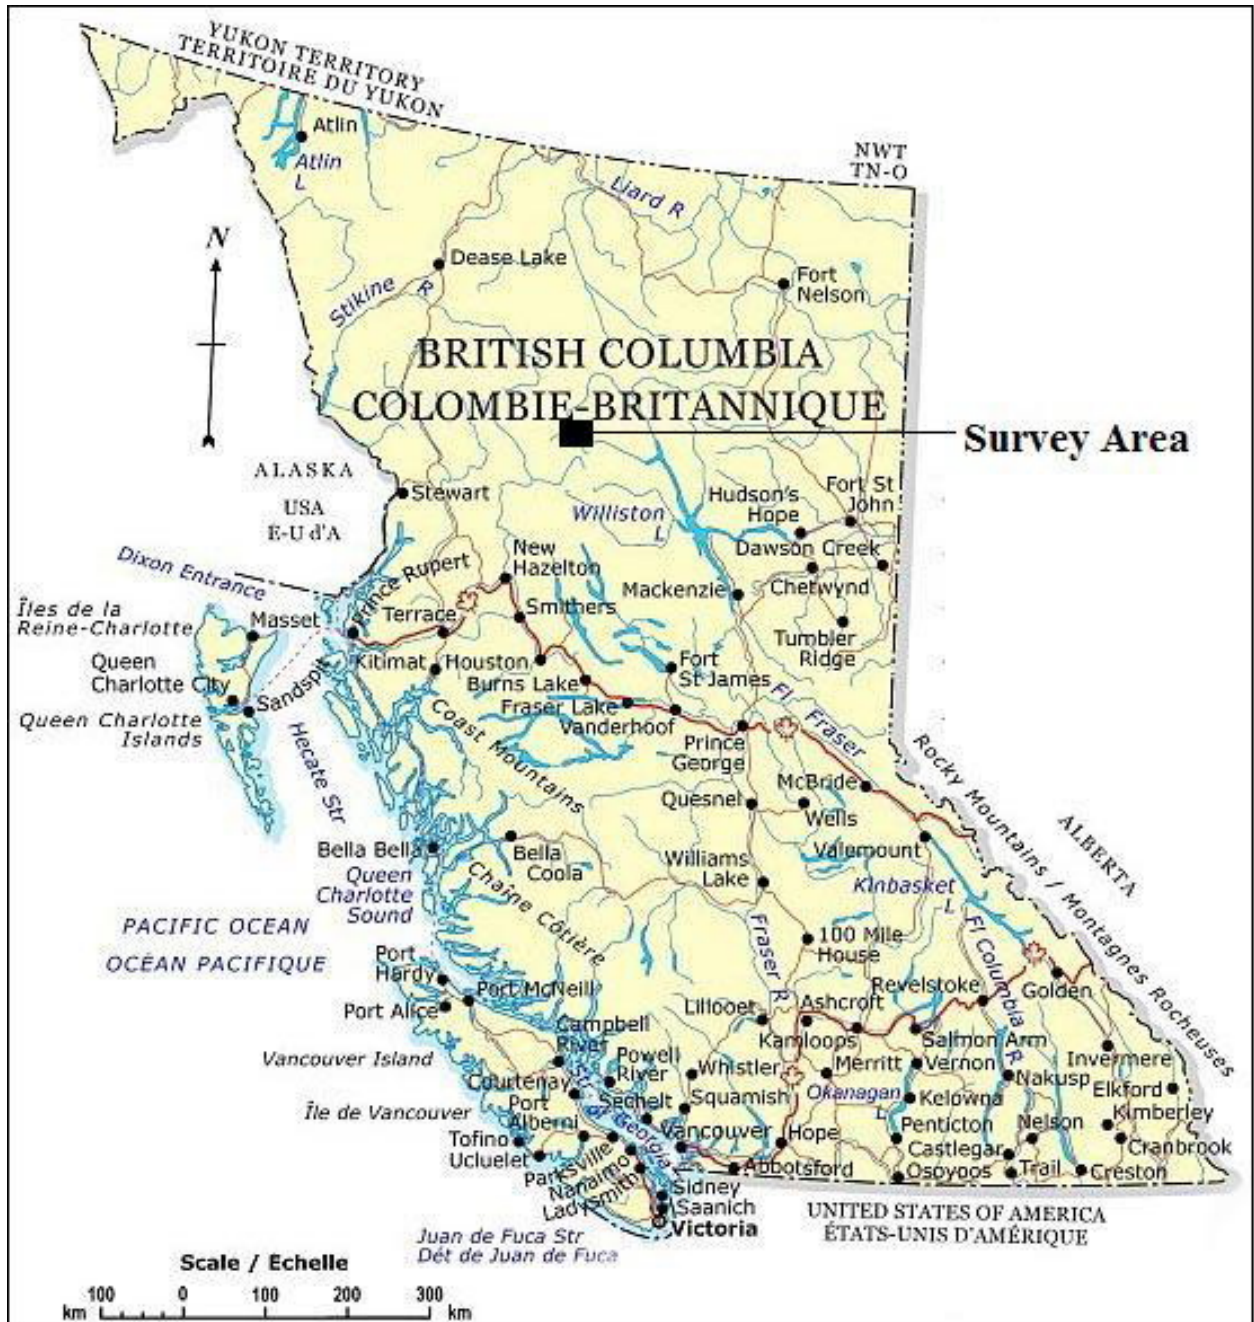 YUKON TERRITORY
TERRITOIRE DU YUKON
NWT
TN-O
Atlin
Atlin
L
Liard R
N
Dease Lake
Stikine
R
Fort
Nelson
BRITISH COLUMBIA
COLOMBIE-BRITANNIQUE
Survey Area
ALASKA
USA
E-U d'A
Stewart
Williston
L
Hudson's
Hope
Fort St
John
Dawson Creek
Chetwynd
Mackenzie
Tumbler
Ridge
Dixon Entrance
Prince Rupert
New
Hazelton
Terrace
Smithers
Îles de la
Reine-Charlotte
Masset
Queen
Charlotte City
Sandspit
Queen Charlotte
Islands
Kitimat
Houston
Burns Lake
Fraser Lake
Vanderhoof
Fort
St James
Fl Fraser
Prince
George
Hecate Str
Coast Mountains
McBride
Quesnel
Wells
Rocky Mountains / Montagnes Rocheuses
ALBERTA
Valemount
Bella Bella
Bella
Coola
Williams
Lake
Kinbasket
L
Queen
Charlotte
Sound
Chaîne Côtière
PACIFIC OCEAN
OCÉAN PACIFIQUE
Fraser R
100 Mile
House
Fl Columbia R
Port
Hardy
Port McNeill
Port Alice
Lillooet
Ashcroft
Revelstoke
Golden
Campbell
River
Kamloops
Salmon Arm
Invermere
Vancouver Island
Powell
River
Whistler
Merritt
Vernon
Nakusp
Elkford
Courtenay
Str of Georgia
Sechelt
Squamish
Okanagan
L
Kelowna
Kimberley
Île de Vancouver
Port
Alberni
Vancouver
Hope
Penticton
Nelson
Cranbrook
Tofino
Ucluelet
Parksville
Nanaimo
Ladysmith
Abbotsford
Castlegar
Osoyoos
Trail
Creston
Sidney
Saanich
Victoria
UNITED STATES OF AMERICA
ÉTATS-UNIS D'AMÉRIQUE
Juan de Fuca Str
Dét de Juan de Fuca
Scale / Echelle
100 0 100 200 300
km km